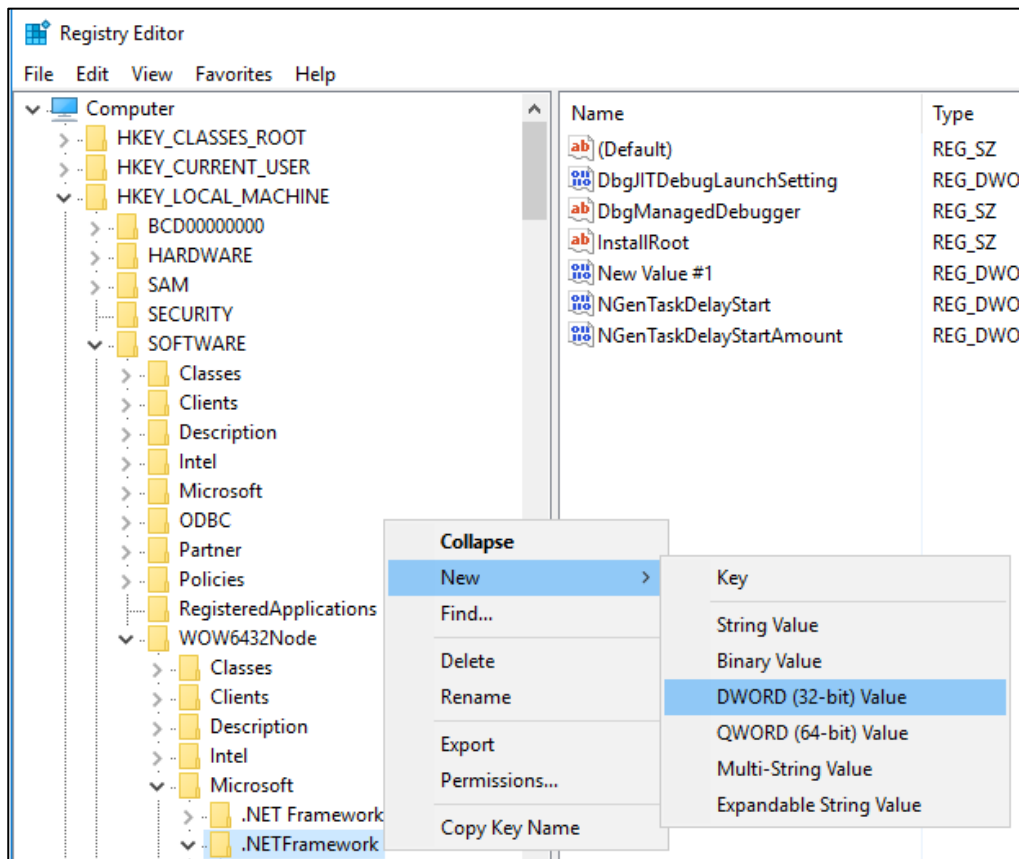 Registry Editor
File Edit View Favorites Help
Computer
HKEY_CLASSES_ROOT
HKEY_CURRENT_USER
HKEY_LOCAL_MACHINE
BCD00000000
HARDWARE
SAM
SECURITY
SOFTWARE
Classes
Clients
Description
Intel
Microsoft
ODBC
Partner
Policies
RegisteredApplications
WOW6432Node
Classes
Clients
Description
Intel
Microsoft
.NET Framework
.NETFramework
Name Type
(Default) REG_SZ
DbgJITDebugLaunchSetting REG_DWO
DbgManagedDebugger REG_SZ
InstallRoot REG_SZ
New Value #1 REG_DWO
NGenTaskDelayStart REG_DWO
NGenTaskDelayStartAmount REG_DWO
Collapse
New
Find...
Delete
Rename
Export
Permissions...
Copy Key Name
Key
String Value
Binary Value
DWORD (32-bit) Value
QWORD (64-bit) Value
Multi-String Value
Expandable String Value